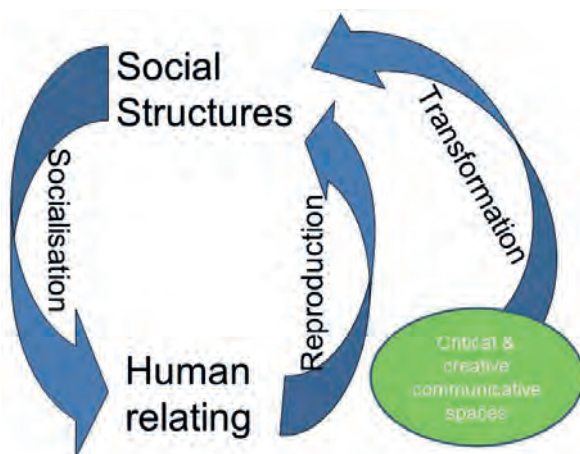 Social
Structures
Transformation
Socialisation
Reproduction
Human
relating
Critical &
creative
communicative
spaces